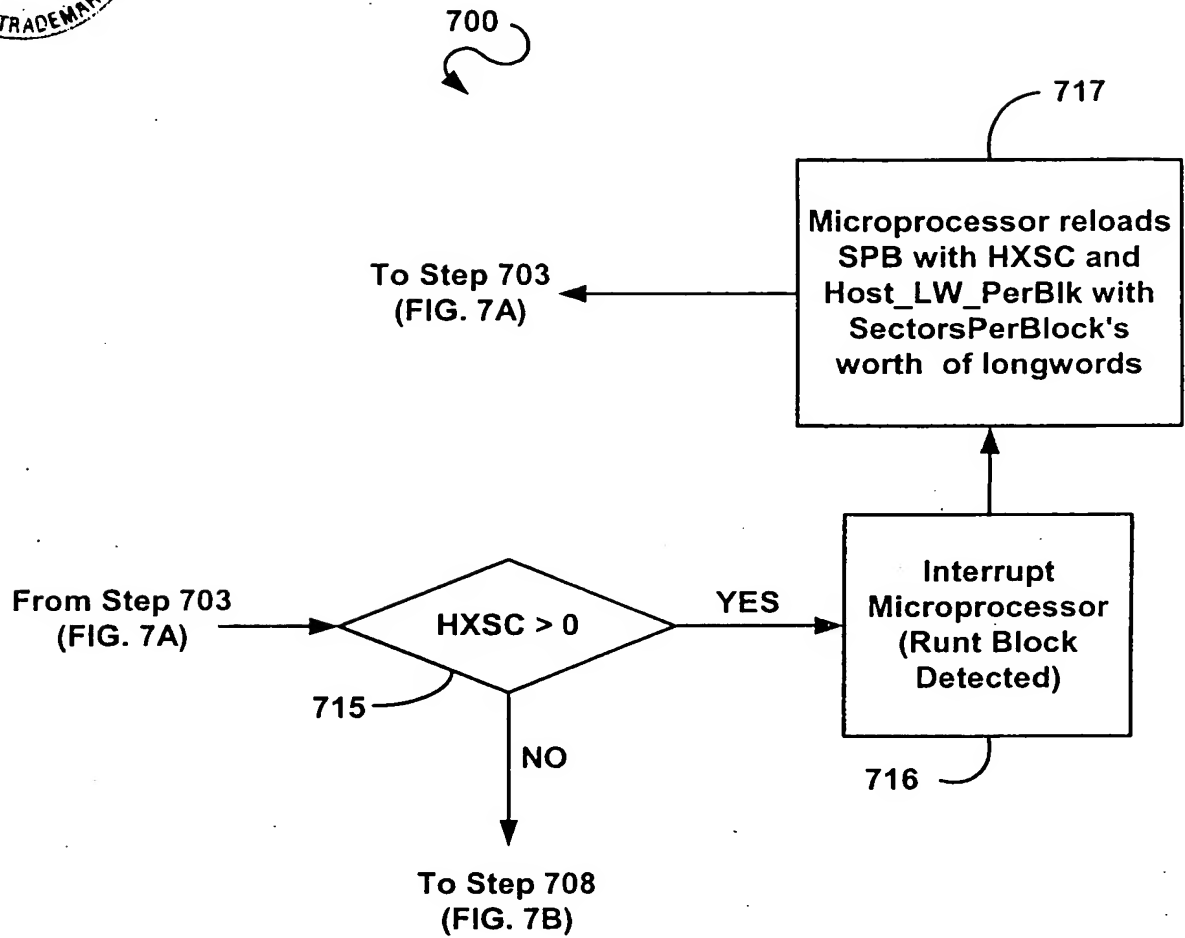 TRADEMAR
700
717
Microprocessor reloads
SPB with HXSC and
Host_LW_PerBlk with
SectorsPerBlock's
worth of longwords
To Step 703
(FIG. 7A)
From Step 703
(FIG. 7A)
HXSC > 0
YES
Interrupt
Microprocessor
(Runt Block
Detected)
715
NO
716
To Step 708
(FIG. 7B)